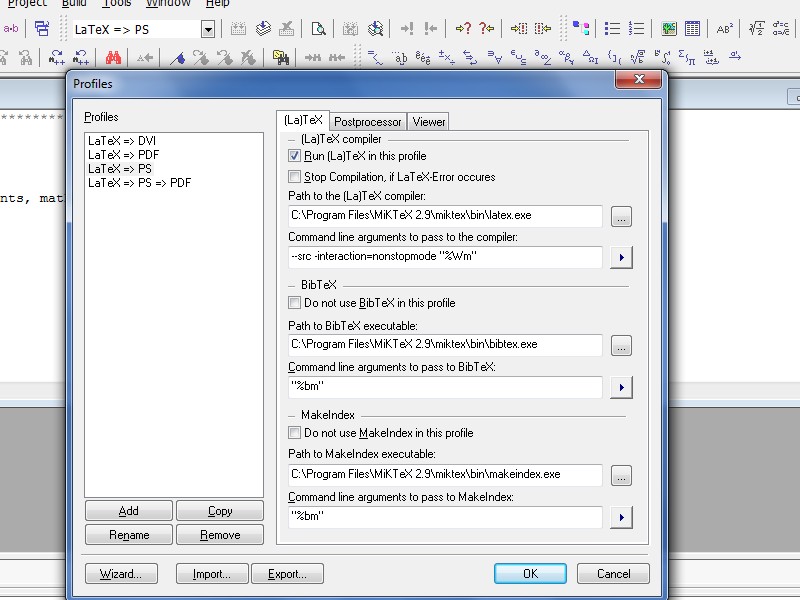 Project Build Tools Window Help
LaTeX => PS
Profiles
Profiles
LaTeX => DVI
LaTeX => PDF
LaTeX => PS
LaTeX => PS => PDF
Add
Copy
Rename
Remove
(La)TeX
Postprocessor
Viewer
(La)TeX compiler
Run (La)TeX in this profile
Stop Compilation, if LaTeX-Error occures
Path to the (La)TeX compiler:
C:\Program Files\MiKTeX 2.9\miktex\bin\latex.exe
...
Command line arguments to pass to the compiler:
--src -interaction=nonstopmode "%Wm"
BibTeX
Do not use BibTeX in this profile
Path to BibTeX executable:
C:\Program Files\MiKTeX 2.9\miktex\bin\bibtex.exe
...
Command line arguments to pass to BibTeX:
"%bm"
MakeIndex
Do not use MakeIndex in this profile
Path to MakeIndex executable:
C:\Program Files\MiKTeX 2.9\miktex\bin\makeindex.exe
...
Command line arguments to pass to MakeIndex:
"%bm"
Wizard...
Import...
Export...
OK
Cancel
*********
nts, mat